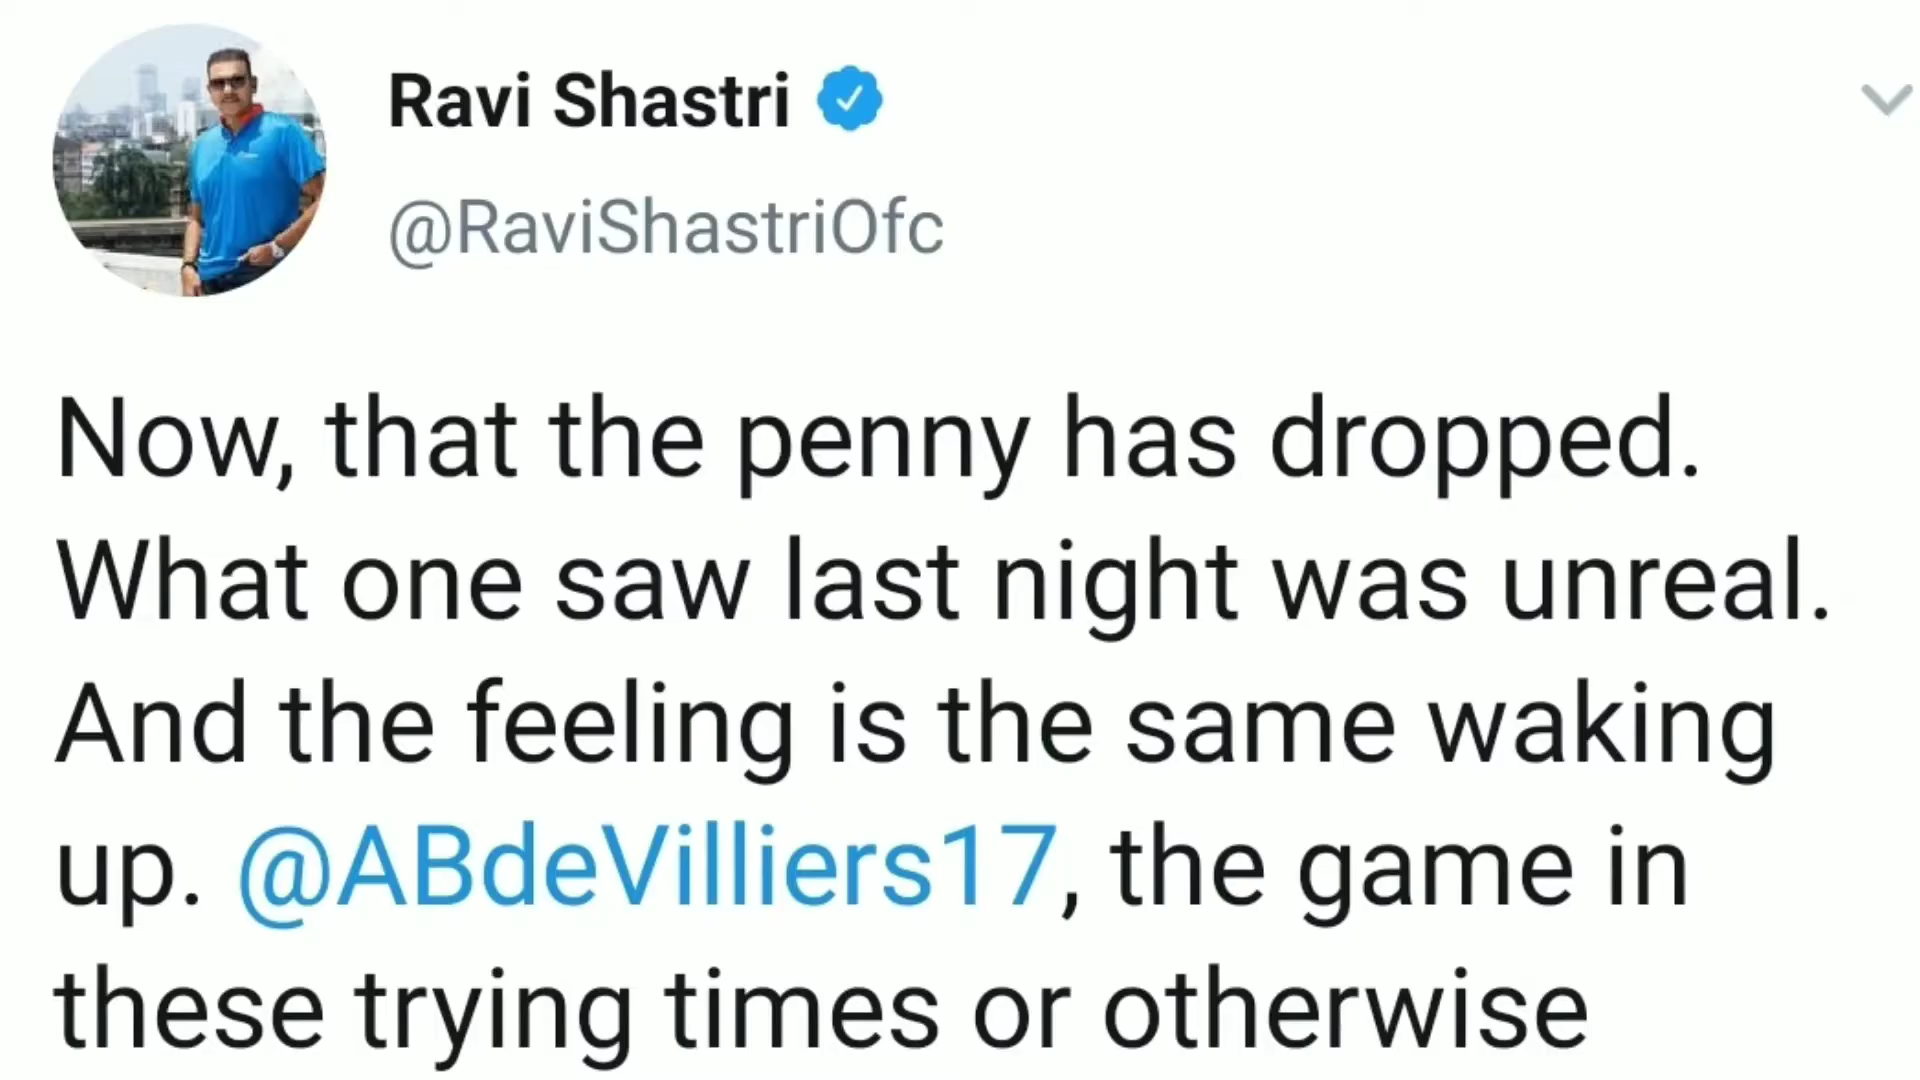 Ravi Shastri
@RaviShastriOfc
Now, that the penny has dropped.
What one saw last night was unreal.
And the feeling is the same waking
up. @ABdeVilliers17, the game in
these trying times or otherwise